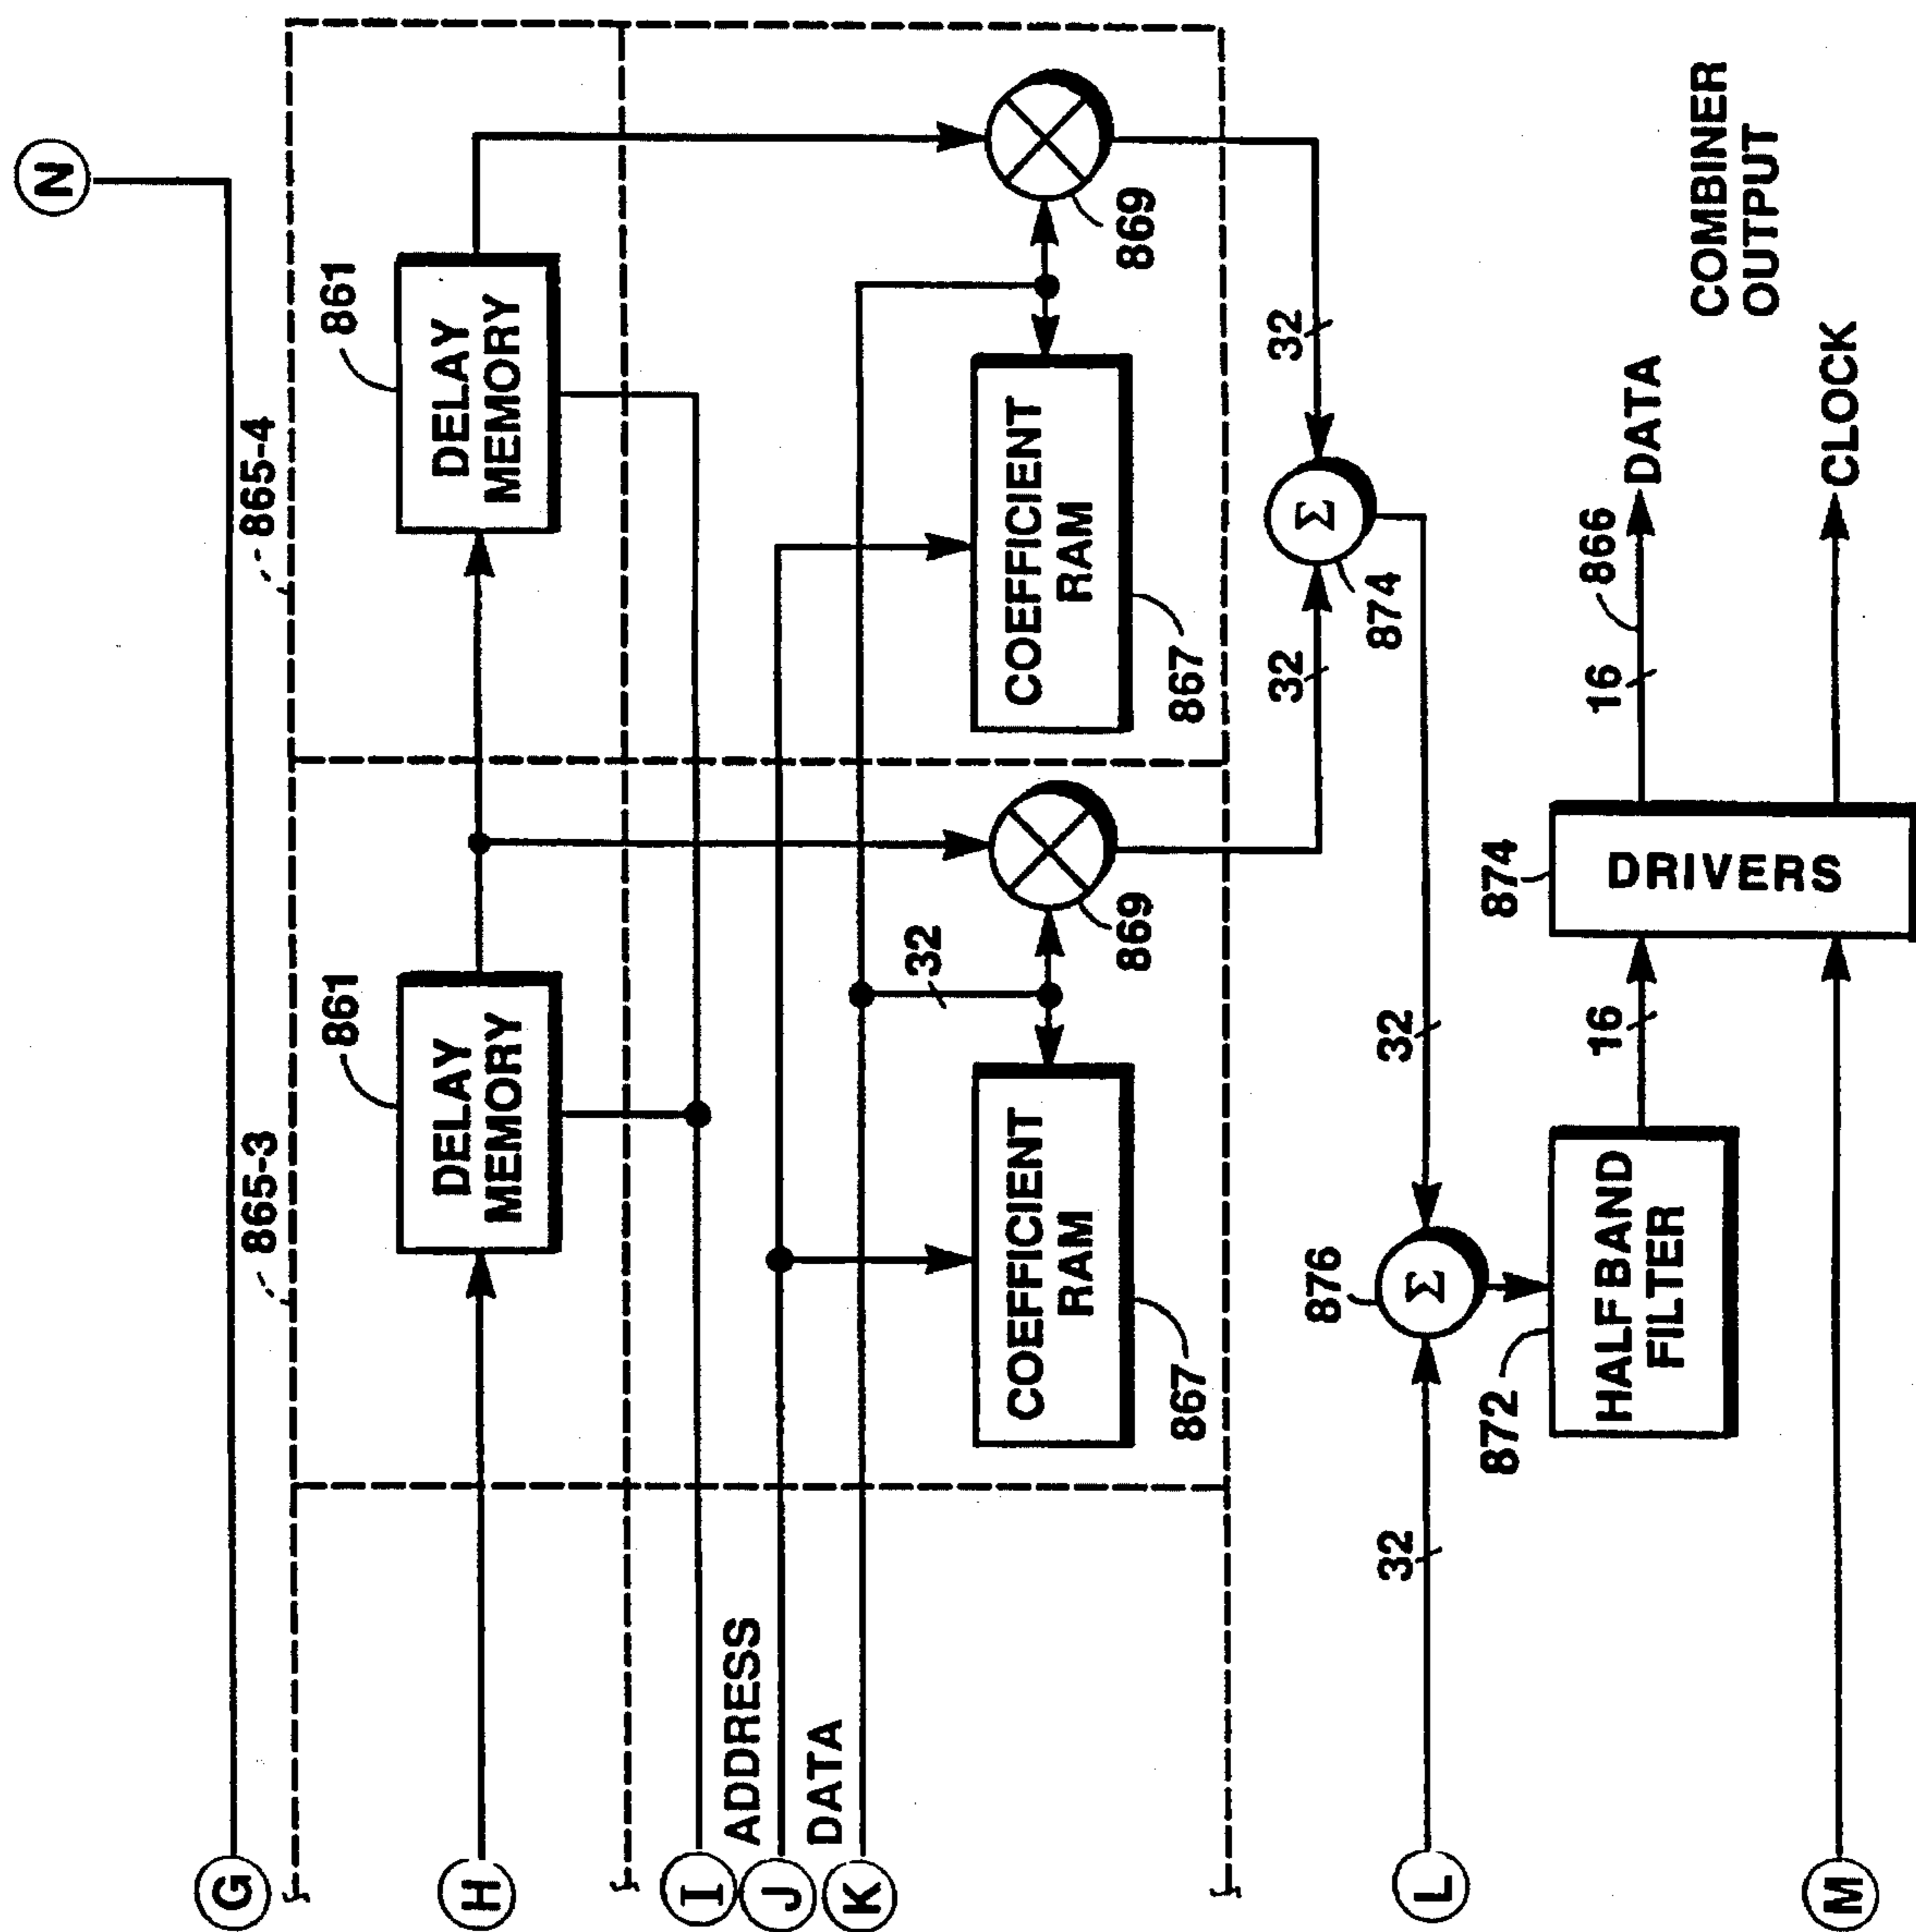 N
G
865-3
865-4
861
861
H
DELAY
MEMORY
DELAY
MEMORY
I
ADDRESS
J
DATA
K
32
COEFFICIENT
RAM
869
COEFFICIENT
RAM
869
867
867
32
32
Σ
874
L
32
876
Σ
32
872
HALFBAND
FILTER
16
874
DRIVERS
16
866
DATA
COMBINER
OUTPUT
M
CLOCK